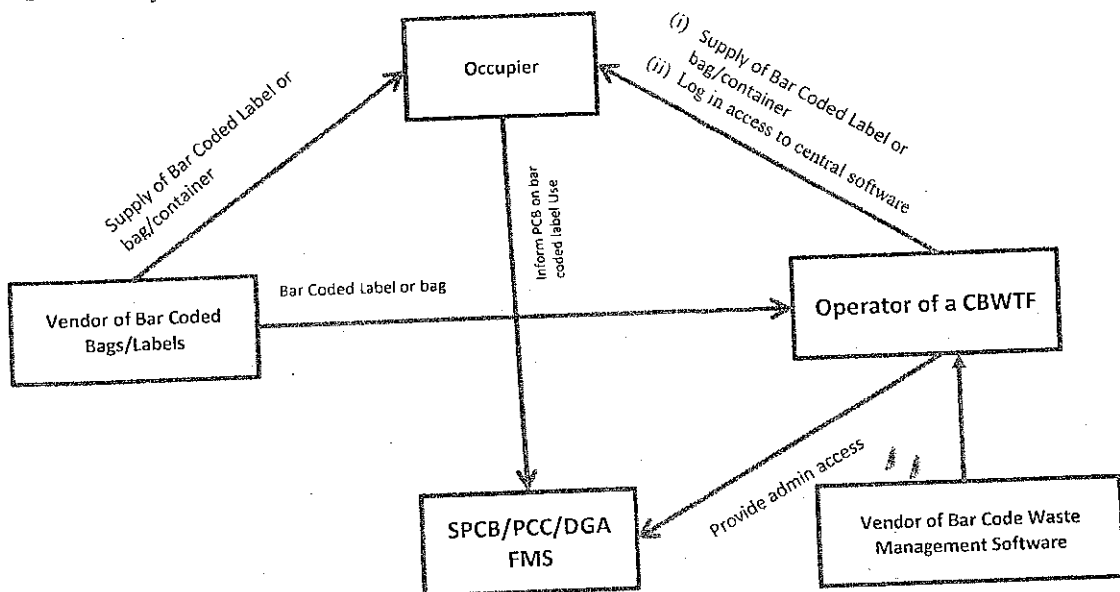 Occupier
(i) Supply of Bar Coded Label or
bag/container
(ii) Log in access to central software
Supply of Bar Coded Label or
bag/container
Inform PCB on bar
coded label Use
Vendor of Bar Coded
Bags/Labels
Bar Coded Label or bag
Operator of a CBWTF
SPCB/PCC/DGA
FMS
Provide admin access
Vendor of Bar Code Waste
Management Software